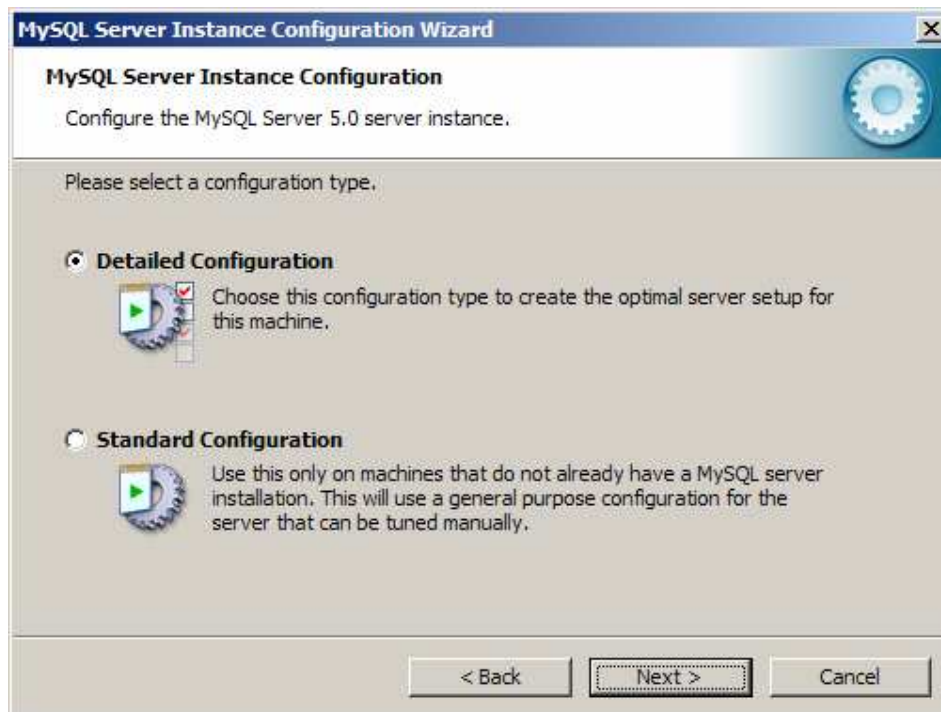 MySQL Server Instance Configuration Wizard
MySQL Server Instance Configuration
Configure the MySQL Server 5.0 server instance.
Please select a configuration type.
Detailed Configuration
Choose this configuration type to create the optimal server setup for
this machine.
Standard Configuration
Use this only on machines that do not already have a MySQL server
installation. This will use a general purpose configuration for the
server that can be tuned manually.
< Back
Next >
Cancel